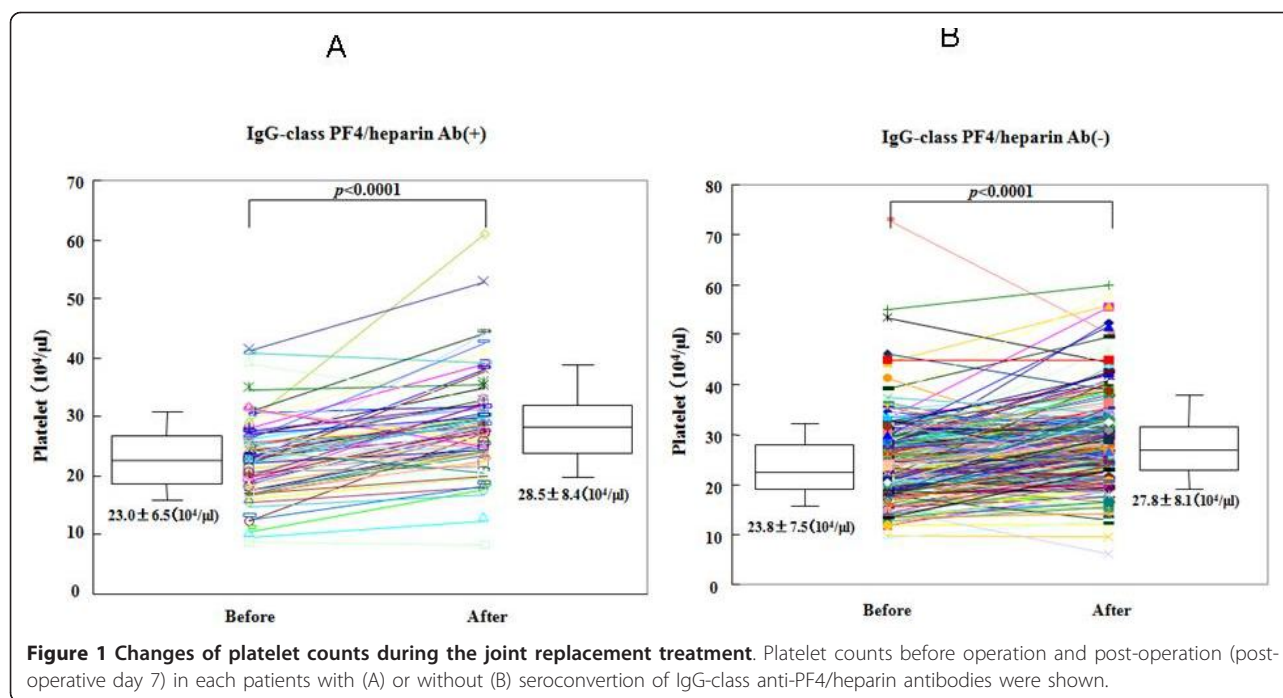 A
IgG-class PF4/heparin Ab(+)
p<0.0001
70
60
50
40
30
20
10
0
Platelet (10⁴/μl)
23.0±6.5(10⁴/μl)
28.5±8.4(10⁴/μl)
Before
After
B
IgG-class PF4/heparin Ab(-)
p<0.0001
80
70
60
50
40
30
20
10
0
Platelet (10⁴/μl)
23.8±7.5(10⁴/μl)
27.8±8.1(10⁴/μl)
Before
After
Figure 1 Changes of platelet counts during the joint replacement treatment. Platelet counts before operation and post-operation (post-
operative day 7) in each patients with (A) or without (B) seroconvertion of IgG-class anti-PF4/heparin antibodies were shown.